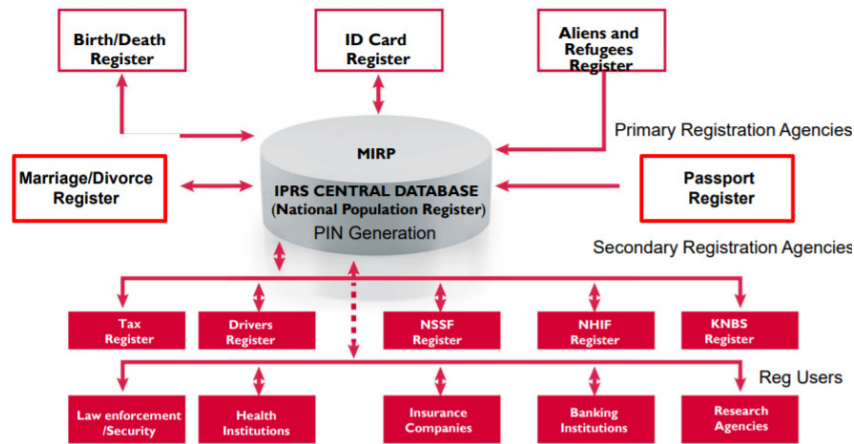 Birth/Death
Register
ID Card
Register
Aliens and
Refugees
Register
Primary Registration Agencies
MIRP
Marriage/Divorce
Register
IPRS CENTRAL DATABASE
(National Population Register)
PIN Generation
Passport
Register
Secondary Registration Agencies
Tax
Register
Drivers
Register
NSSF
Register
NHIF
Register
KNBS
Register
Reg Users
Law enforcement
/Security
Health
Institutions
Insurance
Companies
Banking
Institutions
Research
Agencies